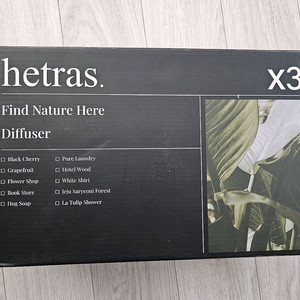 hetras.
X3
Find Nature Here
Diffuser
Black Cherry
Grapefruit
Flower Shop
Book Store
Hug Soap
Pure Laundry
Hotel Wood
White Shirt
Jeju Saryeoni Forest
La Tulip Shower